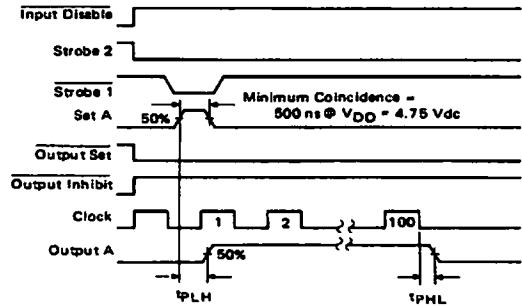 Input Disable
Strobe 2
Strobe 1
Minimum Coincidence =
500 ns @ VDD = 4.75 Vdc
Set A
50%
Output Set
Output Inhibit
Clock
1
2
100
Output A
50%
tPLH
tPHL